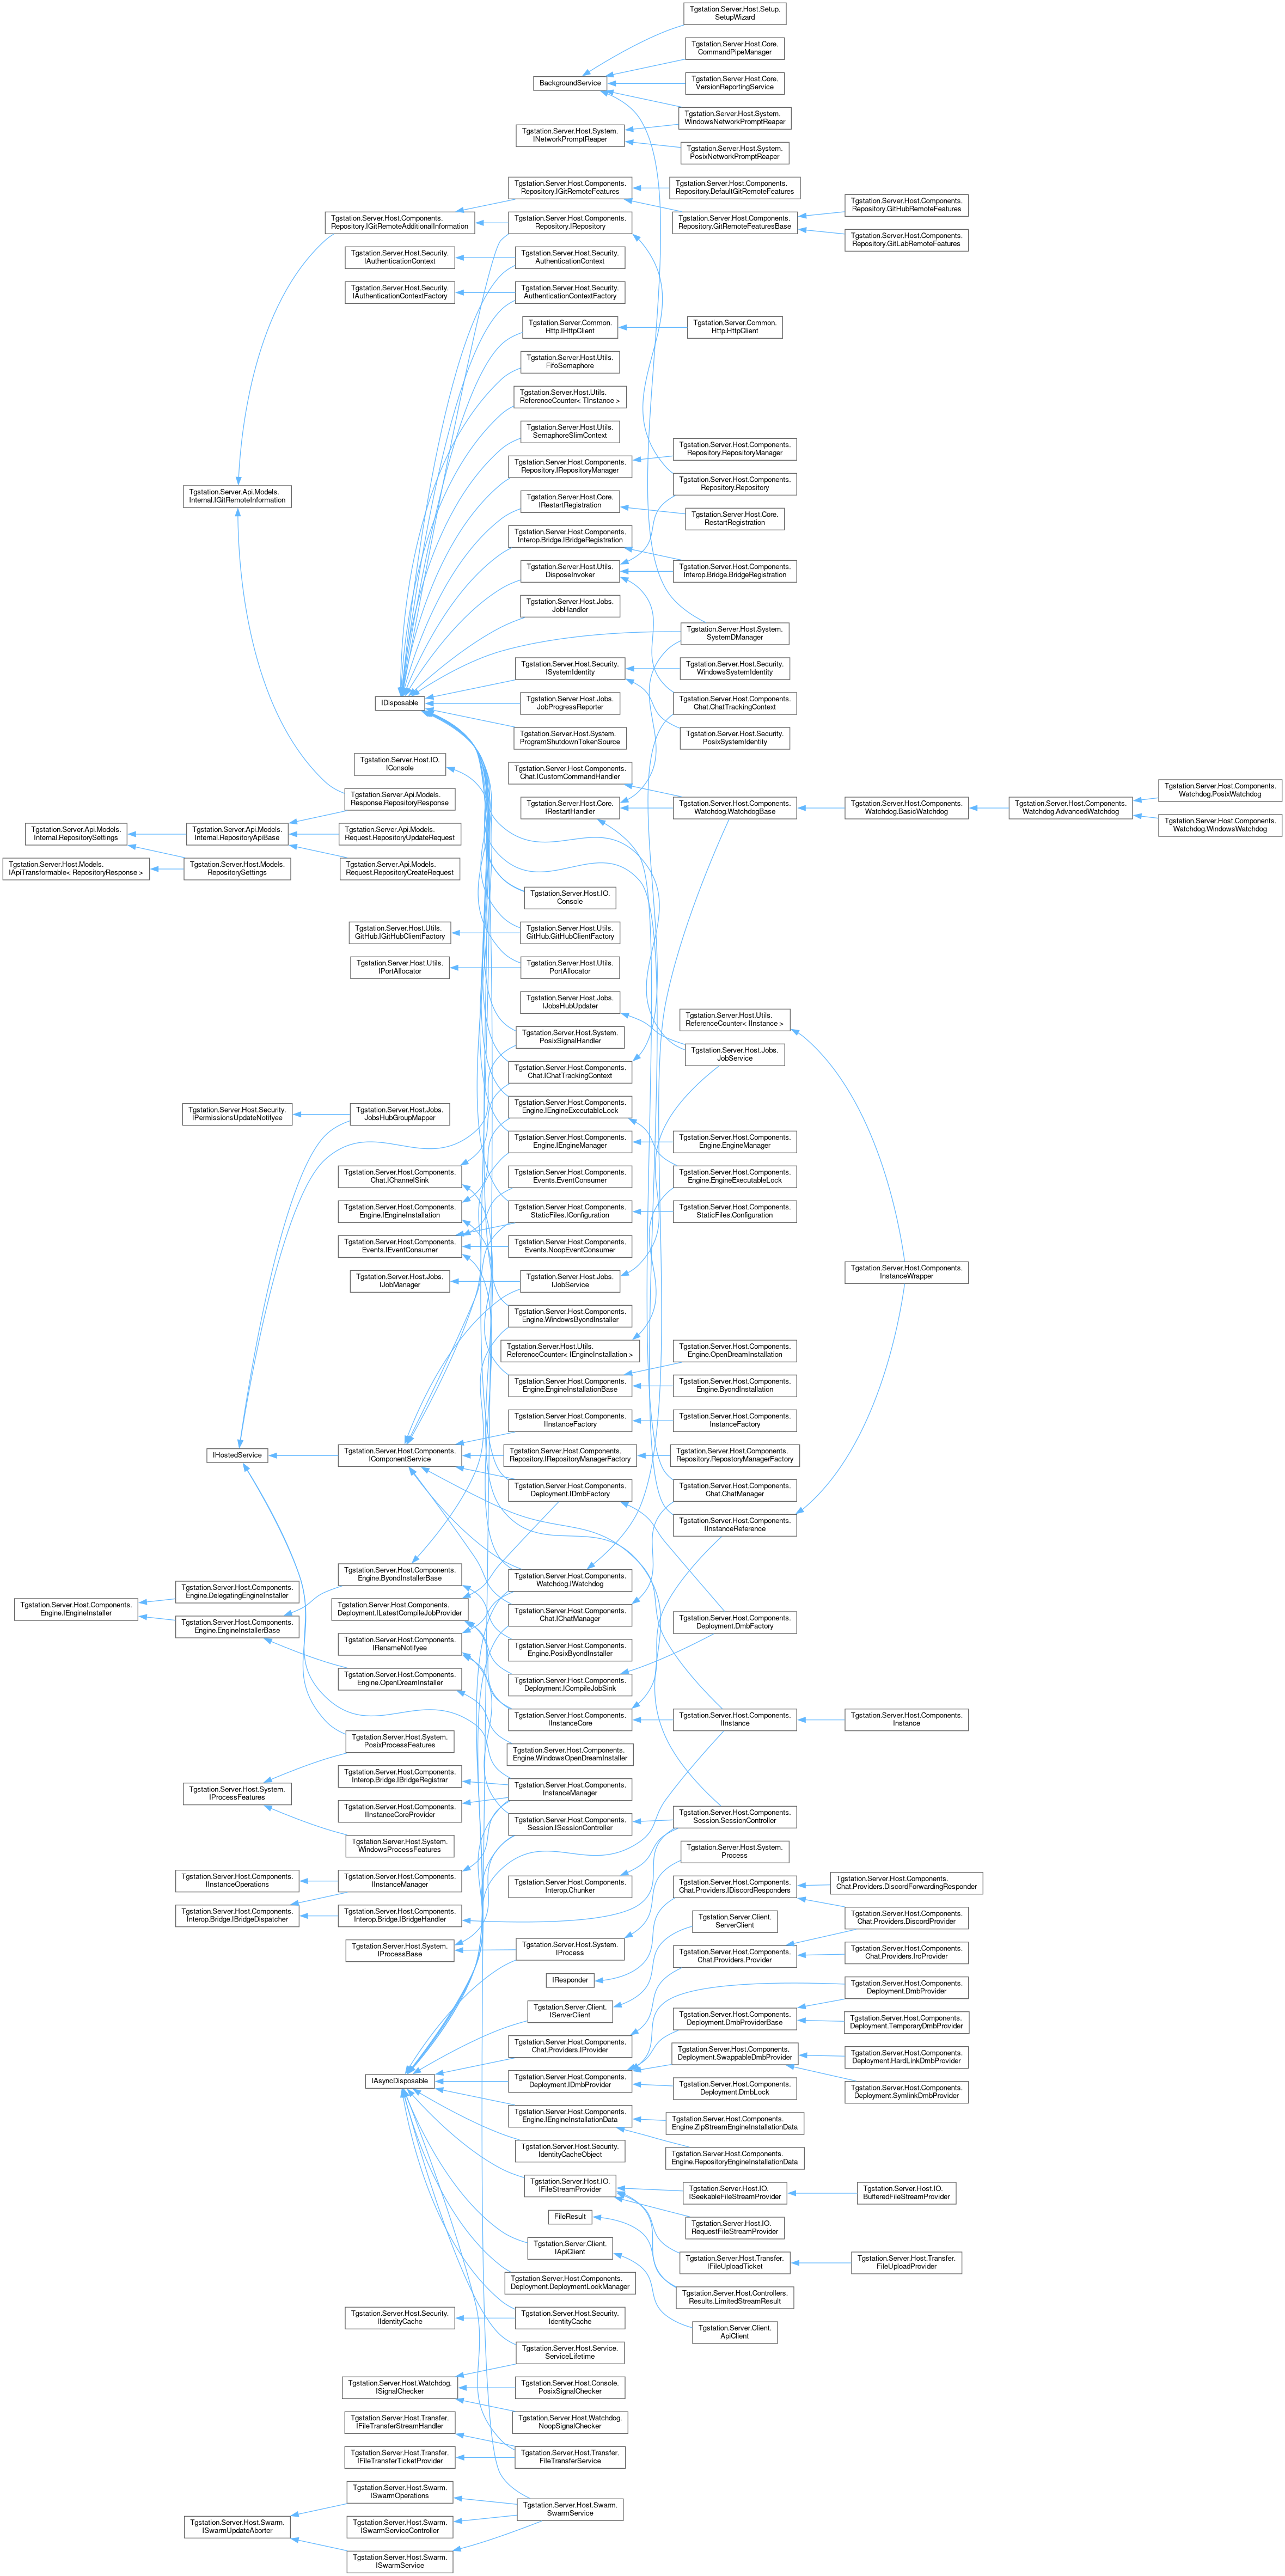 Tgstation.Server.Host.Setup.
SetupWizard
Tgstation.Server.Host.Core.
CommandPipeManager
BackgroundService
Tgstation.Server.Host.Core.
VersionReportingService
Tgstation.Server.Host.System.
WindowsNetworkPromptReaper
Tgstation.Server.Host.System.
INetworkPromptReaper
Tgstation.Server.Host.System.
PosixNetworkPromptReaper
Tgstation.Server.Host.Components.
Repository.IGitRemoteFeatures
Tgstation.Server.Host.Components.
Repository.DefaultGitRemoteFeatures
Tgstation.Server.Host.Components.
Repository.GitHubRemoteFeatures
Tgstation.Server.Host.Components.
Repository.IGitRemoteAdditionalInformation
Tgstation.Server.Host.Components.
Repository.IRepository
Tgstation.Server.Host.Components.
Repository.GitRemoteFeaturesBase
Tgstation.Server.Host.Components.
Repository.GitLabRemoteFeatures
Tgstation.Server.Host.Security.
IAuthenticationContext
Tgstation.Server.Host.Security.
AuthenticationContext
Tgstation.Server.Host.Security.
IAuthenticationContextFactory
Tgstation.Server.Host.Security.
AuthenticationContextFactory
Tgstation.Server.Common.
Http.IHttpClient
Tgstation.Server.Common.
Http.HttpClient
Tgstation.Server.Host.Utils.
FifoSemaphore
Tgstation.Server.Host.Utils.
ReferenceCounter< TInstance >
Tgstation.Server.Host.Utils.
SemaphoreSlimContext
Tgstation.Server.Host.Components.
Repository.IRepositoryManager
Tgstation.Server.Host.Components.
Repository.RepositoryManager
Tgstation.Server.Api.Models.
Internal.IGitRemoteInformation
Tgstation.Server.Host.Components.
Repository.Repository
Tgstation.Server.Host.Core.
IRestartRegistration
Tgstation.Server.Host.Core.
RestartRegistration
Tgstation.Server.Host.Components.
Interop.Bridge.IBridgeRegistration
Tgstation.Server.Host.Utils.
DisposeInvoker
Tgstation.Server.Host.Components.
Interop.Bridge.BridgeRegistration
Tgstation.Server.Host.Jobs.
JobHandler
Tgstation.Server.Host.System.
SystemDManager
Tgstation.Server.Host.Security.
ISystemIdentity
Tgstation.Server.Host.Security.
WindowsSystemIdentity
IDisposable
Tgstation.Server.Host.Jobs.
JobProgressReporter
Tgstation.Server.Host.Components.
Chat.ChatTrackingContext
Tgstation.Server.Host.System.
ProgramShutdownTokenSource
Tgstation.Server.Host.Security.
PosixSystemIdentity
Tgstation.Server.Host.IO.
IConsole
Tgstation.Server.Host.Components.
Chat.ICustomCommandHandler
Tgstation.Server.Api.Models.
Response.RepositoryResponse
Tgstation.Server.Host.Core.
IRestartHandler
Tgstation.Server.Host.Components.
Watchdog.WatchdogBase
Tgstation.Server.Host.Components.
Watchdog.BasicWatchdog
Tgstation.Server.Host.Components.
Watchdog.AdvancedWatchdog
Tgstation.Server.Host.Components.
Watchdog.PosixWatchdog
Tgstation.Server.Host.Components.
Watchdog.WindowsWatchdog
Tgstation.Server.Api.Models.
Internal.RepositorySettings
Tgstation.Server.Api.Models.
Internal.RepositoryApiBase
Tgstation.Server.Api.Models.
Request.RepositoryUpdateRequest
Tgstation.Server.Host.Models.
IApiTransformable< RepositoryResponse >
Tgstation.Server.Host.Models.
RepositorySettings
Tgstation.Server.Api.Models.
Request.RepositoryCreateRequest
Tgstation.Server.Host.IO.
Console
Tgstation.Server.Host.Utils.
GitHub.IGitHubClientFactory
Tgstation.Server.Host.Utils.
GitHub.GitHubClientFactory
Tgstation.Server.Host.Utils.
IPortAllocator
Tgstation.Server.Host.Utils.
PortAllocator
Tgstation.Server.Host.Jobs.
IJobsHubUpdater
Tgstation.Server.Host.Utils.
ReferenceCounter< IInstance >
Tgstation.Server.Host.System.
PosixSignalHandler
Tgstation.Server.Host.Jobs.
JobService
Tgstation.Server.Host.Components.
Chat.IChatTrackingContext
Tgstation.Server.Host.Security.
IPermissionsUpdateNotifyee
Tgstation.Server.Host.Jobs.
JobsHubGroupMapper
Tgstation.Server.Host.Components.
Engine.IEngineExecutableLock
Tgstation.Server.Host.Components.
Engine.IEngineManager
Tgstation.Server.Host.Components.
Engine.EngineManager
Tgstation.Server.Host.Components.
Chat.IChannelSink
Tgstation.Server.Host.Components.
Events.EventConsumer
Tgstation.Server.Host.Components.
Engine.EngineExecutableLock
Tgstation.Server.Host.Components.
Engine.IEngineInstallation
Tgstation.Server.Host.Components.
StaticFiles.IConfiguration
Tgstation.Server.Host.Components.
StaticFiles.Configuration
Tgstation.Server.Host.Components.
Events.IEventConsumer
Tgstation.Server.Host.Components.
Events.NoopEventConsumer
Tgstation.Server.Host.Components.
InstanceWrapper
Tgstation.Server.Host.Jobs.
IJobManager
Tgstation.Server.Host.Jobs.
IJobService
Tgstation.Server.Host.Components.
Engine.WindowsByondInstaller
Tgstation.Server.Host.Utils.
ReferenceCounter< IEngineInstallation >
Tgstation.Server.Host.Components.
Engine.OpenDreamInstallation
Tgstation.Server.Host.Components.
Engine.EngineInstallationBase
Tgstation.Server.Host.Components.
Engine.ByondInstallation
Tgstation.Server.Host.Components.
IInstanceFactory
Tgstation.Server.Host.Components.
InstanceFactory
IHostedService
Tgstation.Server.Host.Components.
IComponentService
Tgstation.Server.Host.Components.
Repository.IRepositoryManagerFactory
Tgstation.Server.Host.Components.
Repository.RepostoryManagerFactory
Tgstation.Server.Host.Components.
Deployment.IDmbFactory
Tgstation.Server.Host.Components.
Chat.ChatManager
Tgstation.Server.Host.Components.
IInstanceReference
Tgstation.Server.Host.Components.
Engine.ByondInstallerBase
Tgstation.Server.Host.Components.
Watchdog.IWatchdog
Tgstation.Server.Host.Components.
Engine.DelegatingEngineInstaller
Tgstation.Server.Host.Components.
Engine.IEngineInstaller
Tgstation.Server.Host.Components.
Deployment.ILatestCompileJobProvider
Tgstation.Server.Host.Components.
Chat.IChatManager
Tgstation.Server.Host.Components.
Engine.EngineInstallerBase
Tgstation.Server.Host.Components.
Deployment.DmbFactory
Tgstation.Server.Host.Components.
IRenameNotifyee
Tgstation.Server.Host.Components.
Engine.PosixByondInstaller
Tgstation.Server.Host.Components.
Engine.OpenDreamInstaller
Tgstation.Server.Host.Components.
Deployment.ICompileJobSink
Tgstation.Server.Host.Components.
IInstanceCore
Tgstation.Server.Host.Components.
IInstance
Tgstation.Server.Host.Components.
Instance
Tgstation.Server.Host.System.
PosixProcessFeatures
Tgstation.Server.Host.Components.
Engine.WindowsOpenDreamInstaller
Tgstation.Server.Host.Components.
Interop.Bridge.IBridgeRegistrar
Tgstation.Server.Host.System.
IProcessFeatures
Tgstation.Server.Host.Components.
InstanceManager
Tgstation.Server.Host.Components.
IInstanceCoreProvider
Tgstation.Server.Host.Components.
Session.ISessionController
Tgstation.Server.Host.Components.
Session.SessionController
Tgstation.Server.Host.System.
WindowsProcessFeatures
Tgstation.Server.Host.System.
Process
Tgstation.Server.Host.Components.
InstanceOperations
Tgstation.Server.Host.Components.
IInstanceManager
Tgstation.Server.Host.Components.
Interop.Chunker
Tgstation.Server.Host.Components.
Chat.Providers.IDiscordResponders
Tgstation.Server.Host.Components.
Chat.Providers.DiscordForwardingResponder
Tgstation.Server.Host.Components.
Interop.Bridge.IBridgeDispatcher
Tgstation.Server.Host.Components.
Interop.Bridge.IBridgeHandler
Tgstation.Server.Client.
ServerClient
Tgstation.Server.Host.Components.
Chat.Providers.DiscordProvider
Tgstation.Server.Host.System.
IProcessBase
Tgstation.Server.Host.System.
IProcess
Tgstation.Server.Host.Components.
Chat.Providers.Provider
Tgstation.Server.Host.Components.
Chat.Providers.IrcProvider
IResponder
Tgstation.Server.Host.Components.
Deployment.DmbProvider
Tgstation.Server.Client.
IServerClient
Tgstation.Server.Host.Components.
Deployment.DmbProviderBase
Tgstation.Server.Host.Components.
Deployment.TemporaryDmbProvider
Tgstation.Server.Host.Components.
Chat.Providers.IProvider
Tgstation.Server.Host.Components.
Deployment.SwappableDmbProvider
Tgstation.Server.Host.Components.
Deployment.HardLinkDmbProvider
IAsyncDisposable
Tgstation.Server.Host.Components.
Deployment.IDmbProvider
Tgstation.Server.Host.Components.
Deployment.DmbLock
Tgstation.Server.Host.Components.
Deployment.SymlinkDmbProvider
Tgstation.Server.Host.Components.
Engine.IEngineInstallationData
Tgstation.Server.Host.Components.
Engine.ZipStreamEngineInstallationData
Tgstation.Server.Host.Security.
IdentityCacheObject
Tgstation.Server.Host.Components.
Engine.RepositoryEngineInstallationData
Tgstation.Server.Host.IO.
IFileStreamProvider
Tgstation.Server.Host.IO.
ISeekableFileStreamProvider
Tgstation.Server.Host.IO.
BufferedFileStreamProvider
FileResult
Tgstation.Server.Host.IO.
RequestFileStreamProvider
Tgstation.Server.Client.
IApiClient
Tgstation.Server.Host.Transfer.
IFileUploadTicket
Tgstation.Server.Host.Transfer.
FileUploadProvider
Tgstation.Server.Host.Components.
Deployment.DeploymentLockManager
Tgstation.Server.Host.Controllers.
Results.LimitedStreamResult
Tgstation.Server.Host.Security.
IIdentityCache
Tgstation.Server.Host.Security.
IdentityCache
Tgstation.Server.Client.
ApiClient
Tgstation.Server.Host.Service.
ServiceLifetime
Tgstation.Server.Host.Watchdog.
ISignalChecker
Tgstation.Server.Host.Console.
PosixSignalChecker
Tgstation.Server.Host.Transfer.
IFileTransferStreamHandler
Tgstation.Server.Host.Watchdog.
NoopSignalChecker
Tgstation.Server.Host.Transfer.
IFileTransferTicketProvider
Tgstation.Server.Host.Transfer.
FileTransferService
Tgstation.Server.Host.Swarm.
ISwarmOperations
Tgstation.Server.Host.Swarm.
SwarmService
Tgstation.Server.Host.Swarm.
ISwarmUpdateAborter
Tgstation.Server.Host.Swarm.
ISwarmServiceController
Tgstation.Server.Host.Swarm.
ISwarmService